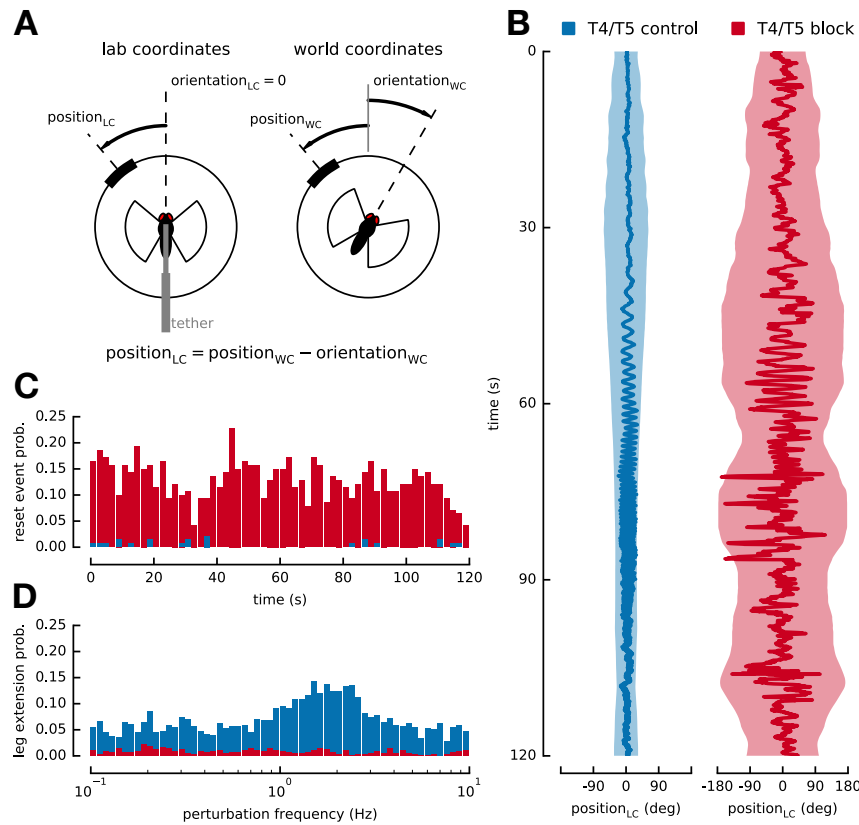 A
lab coordinates
world coordinates
orientation_LC = 0
orientation_WC
position_LC
position_WC
tether
position_LC = position_WC − orientation_WC
B
T4/T5 control
T4/T5 block
0
30
60
90
120
time (s)
-90 0 90
position_LC (deg)
-180 -90 0 90 180
position_LC (deg)
C
0.25
0.20
0.15
0.10
0.05
0.00
reset event prob.
0 20 40 60 80 100 120
time (s)
D
0.25
0.20
0.15
0.10
0.05
0.00
leg extension prob.
10⁻¹ 10⁰ 10¹
perturbation frequency (Hz)